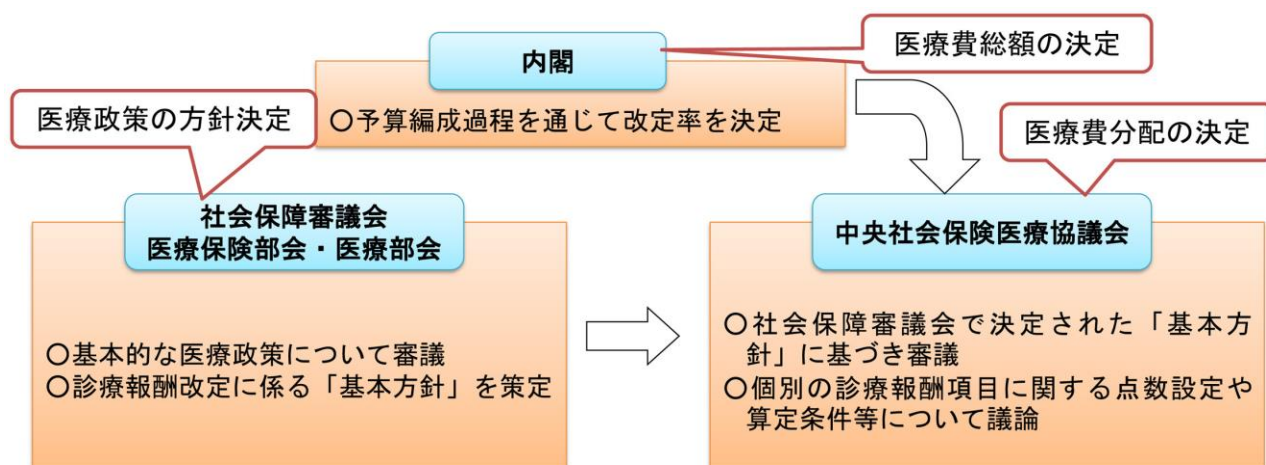 内閣
医療費総額の決定
○予算編成過程を通じて改定率を決定
医療政策の方針決定
医療費分配の決定
社会保障審議会
医療保険部会・医療部会
○基本的な医療政策について審議
○診療報酬改定に係る「基本方針」を策定
中央社会保険医療協議会
○社会保障審議会で決定された「基本方
針」に基づき審議
○個別の診療報酬項目に関する点数設定や
算定条件等について議論